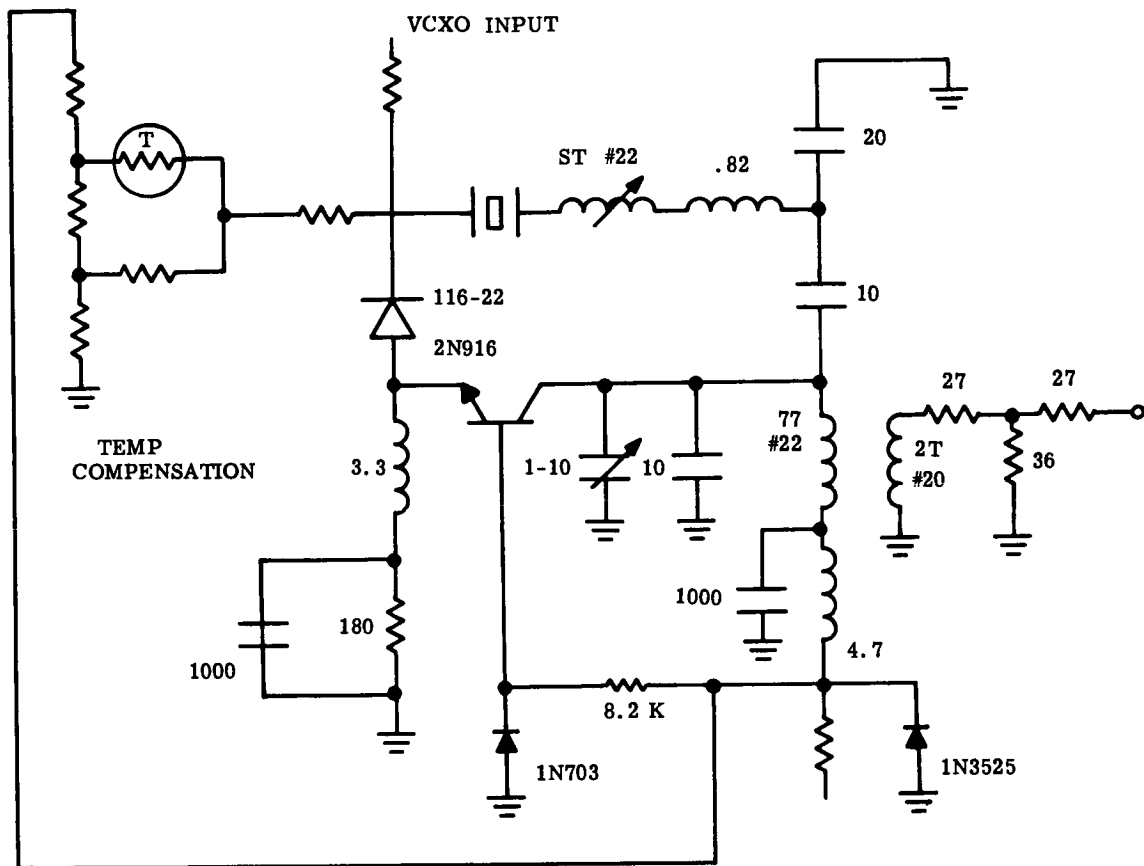 VCXO INPUT
T
ST #22
.82
20
10
116-22
2N916
TEMP
COMPENSATION
3.3
1-10
10
77
#22
27
27
2T
#20
36
1000
180
1000
4.7
8.2 K
1N703
1N3525